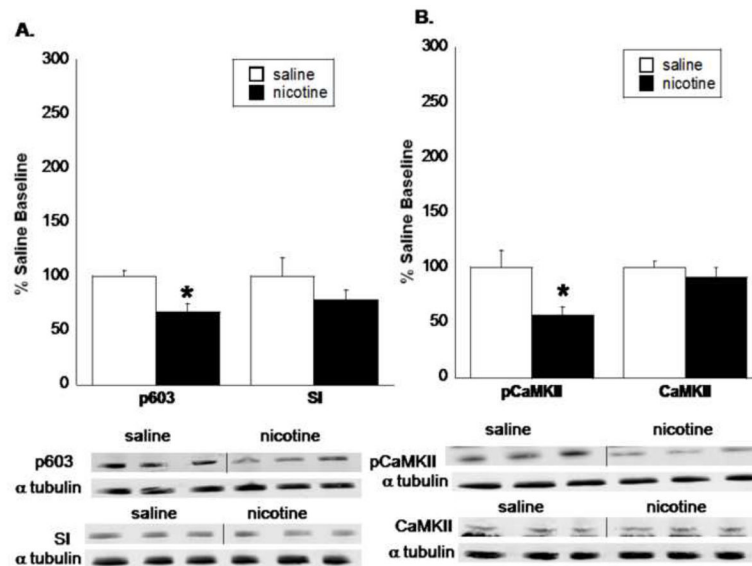 A.
300
250
200
150
100
50
0
% Saline Baseline
saline
nicotine
*
p603
SI
saline nicotine
p603
α tubulin
saline nicotine
SI
α tubulin
B.
300
250
200
150
100
50
0
% Saline Baseline
saline
nicotine
*
pCaMKII
CaMKII
saline nicotine
pCaMKII
α tubulin
saline nicotine
CaMKII
α tubulin